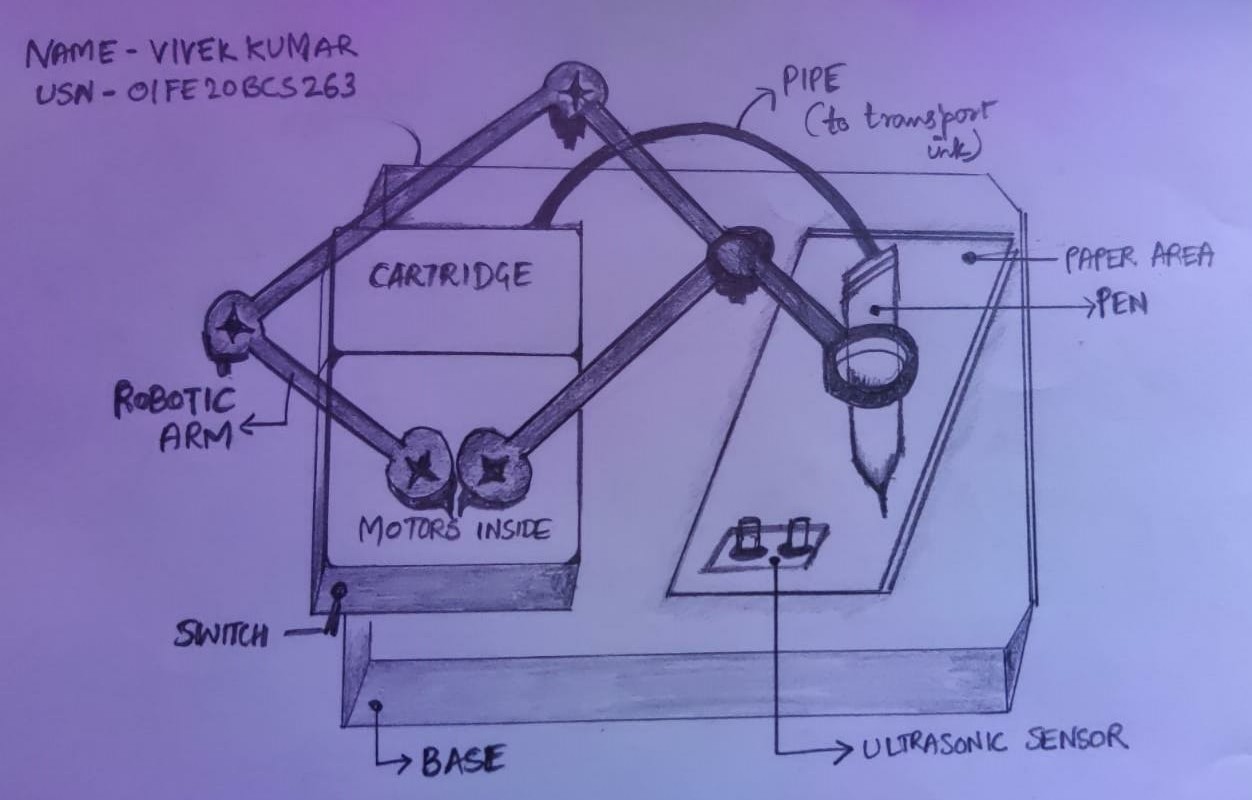 NAME - VIVEK KUMAR
USN - 01FE20BCS263
PIPE
(to transport
ink)
CARTRIDGE
PAPER AREA
PEN
ROBOTIC
ARM
MOTORS INSIDE
SWITCH
BASE
ULTRASONIC SENSOR